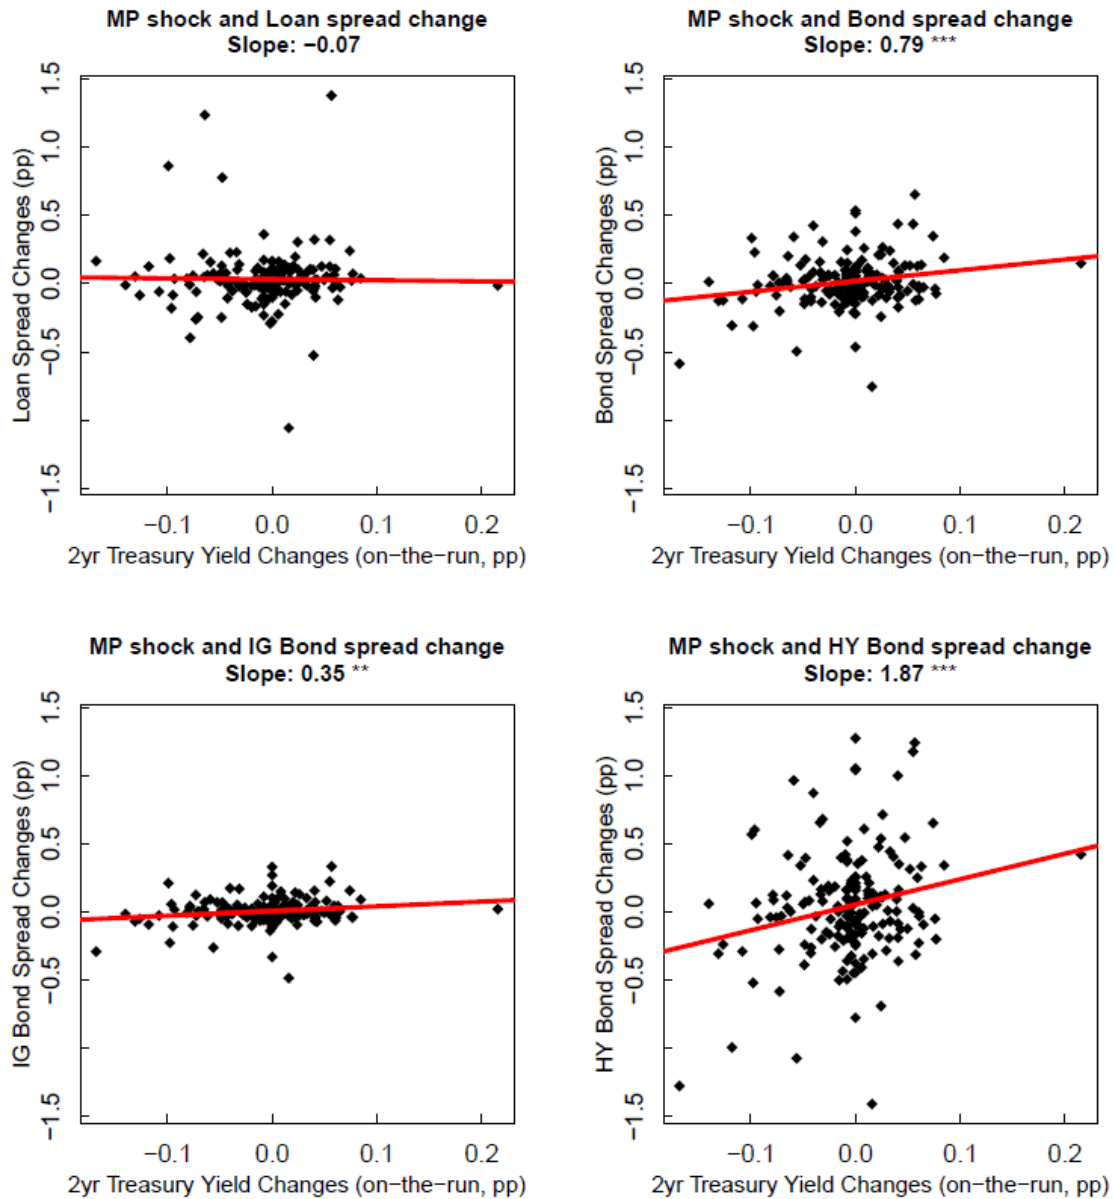 MP shock and Loan spread change
Slope: −0.07
Loan Spread Changes (pp)
1.5
1.0
0.5
0.0
−0.5
−1.5
−0.1 0.0 0.1 0.2
2yr Treasury Yield Changes (on−the−run, pp)
MP shock and Bond spread change
Slope: 0.79 ***
Bond Spread Changes (pp)
1.5
1.0
0.5
0.0
−0.5
−1.5
−0.1 0.0 0.1 0.2
2yr Treasury Yield Changes (on−the−run, pp)
MP shock and IG Bond spread change
Slope: 0.35 **
IG Bond Spread Changes (pp)
1.5
1.0
0.5
0.0
−0.5
−1.5
−0.1 0.0 0.1 0.2
2yr Treasury Yield Changes (on−the−run, pp)
MP shock and HY Bond spread change
Slope: 1.87 ***
HY Bond Spread Changes (pp)
1.5
1.0
0.5
0.0
−0.5
−1.5
−0.1 0.0 0.1 0.2
2yr Treasury Yield Changes (on−the−run, pp)